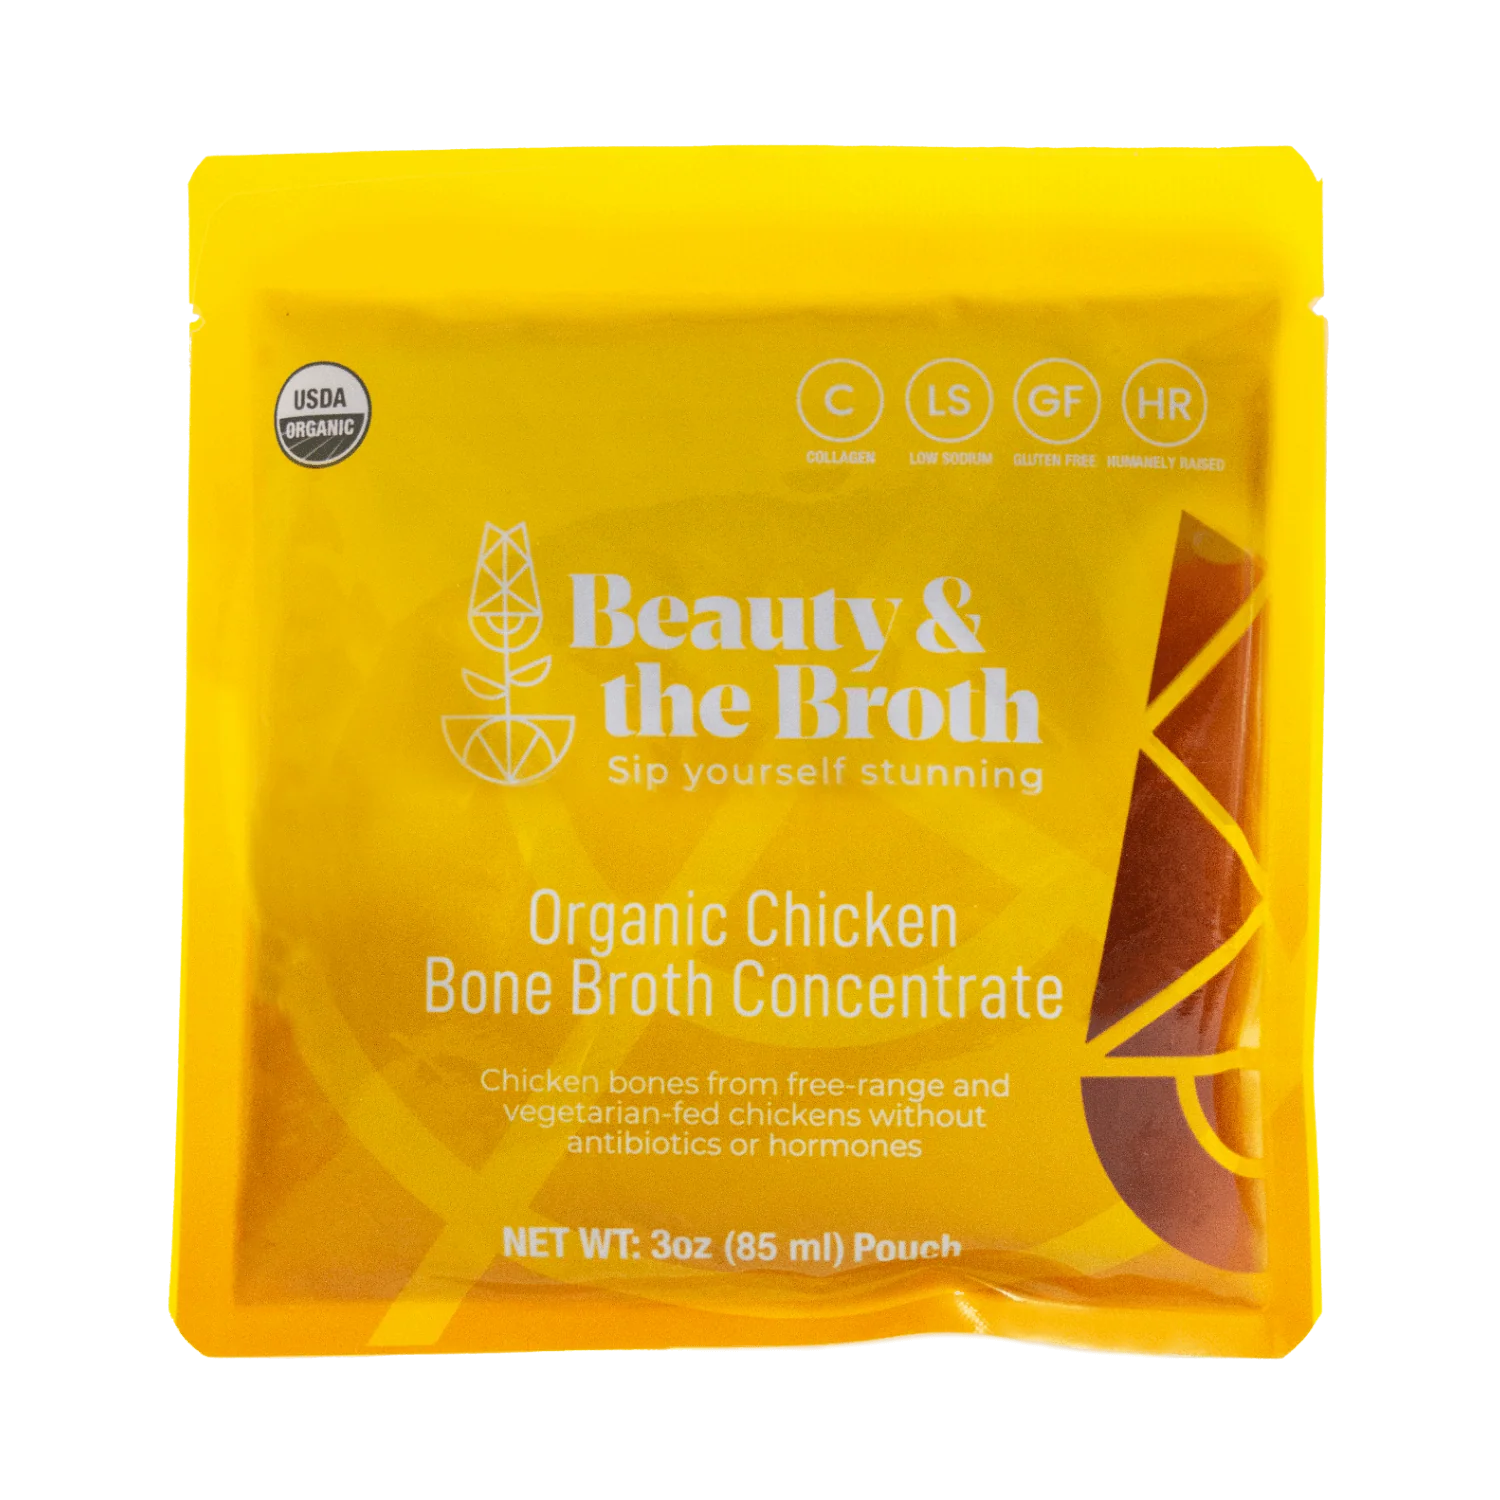 USDA
ORGANIC
C LS GF HR
COLLAGEN LOW SODIUM GLUTEN FREE HUMANELY RAISED
Beauty &
the Broth
Sip yourself stunning
Organic Chicken
Bone Broth Concentrate
Chicken bones from free-range and
vegetarian-fed chickens without
antibiotics or hormones
NET WT: 3oz (85 ml) Pouch